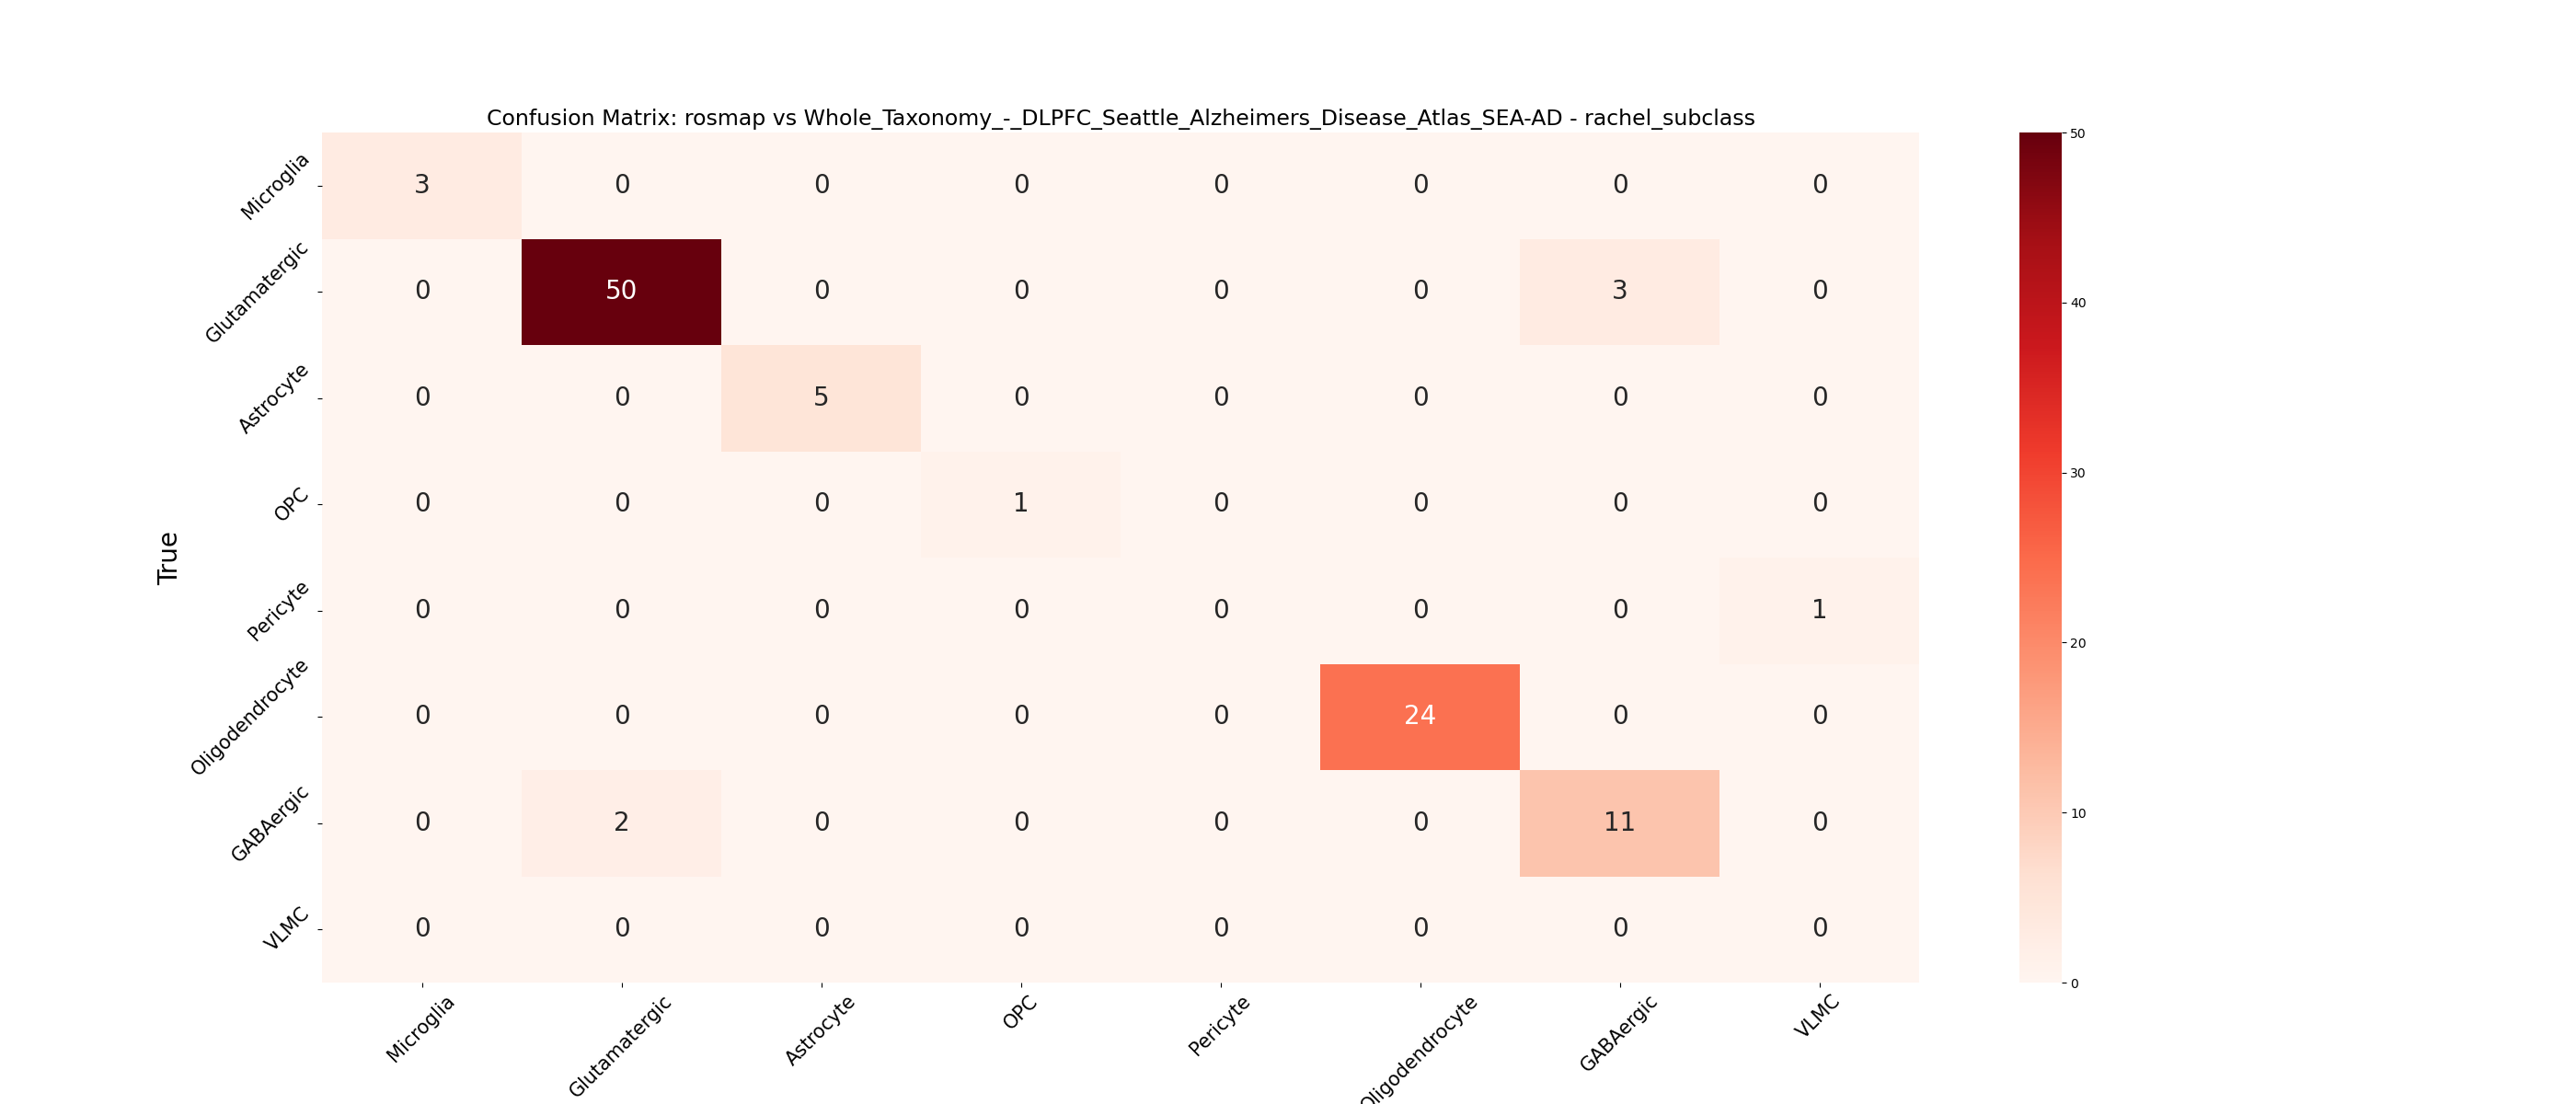 Confusion Matrix: rosmap vs Whole_Taxonomy_-_DLPFC_Seattle_Alzheimers_Disease_Atlas_SEA-AD - rachel_subclass
True
Microglia 3 0 0 0 0 0 0 0
Glutamatergic 0 50 0 0 0 0 3 0
Astrocyte 0 0 5 0 0 0 0 0
OPC 0 0 0 1 0 0 0 0
Pericyte 0 0 0 0 0 0 0 1
Oligodendrocyte 0 0 0 0 0 24 0 0
GABAergic 0 2 0 0 0 0 11 0
VLMC 0 0 0 0 0 0 0 0
Microglia Glutamatergic Astrocyte OPC Pericyte Oligodendrocyte GABAergic VLMC
50
40
30
20
10
0